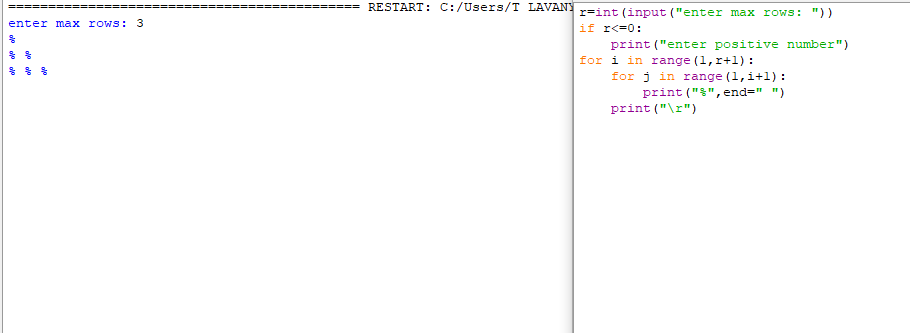 =============================================== RESTART: C:/Users/T LAVANY
enter max rows: 3
%
% %
% % %
r=int(input("enter max rows: "))
if r<=0:
    print("enter positive number")
for i in range(1,r+1):
    for j in range(1,i+1):
        print("%",end=" ")
    print("\r")